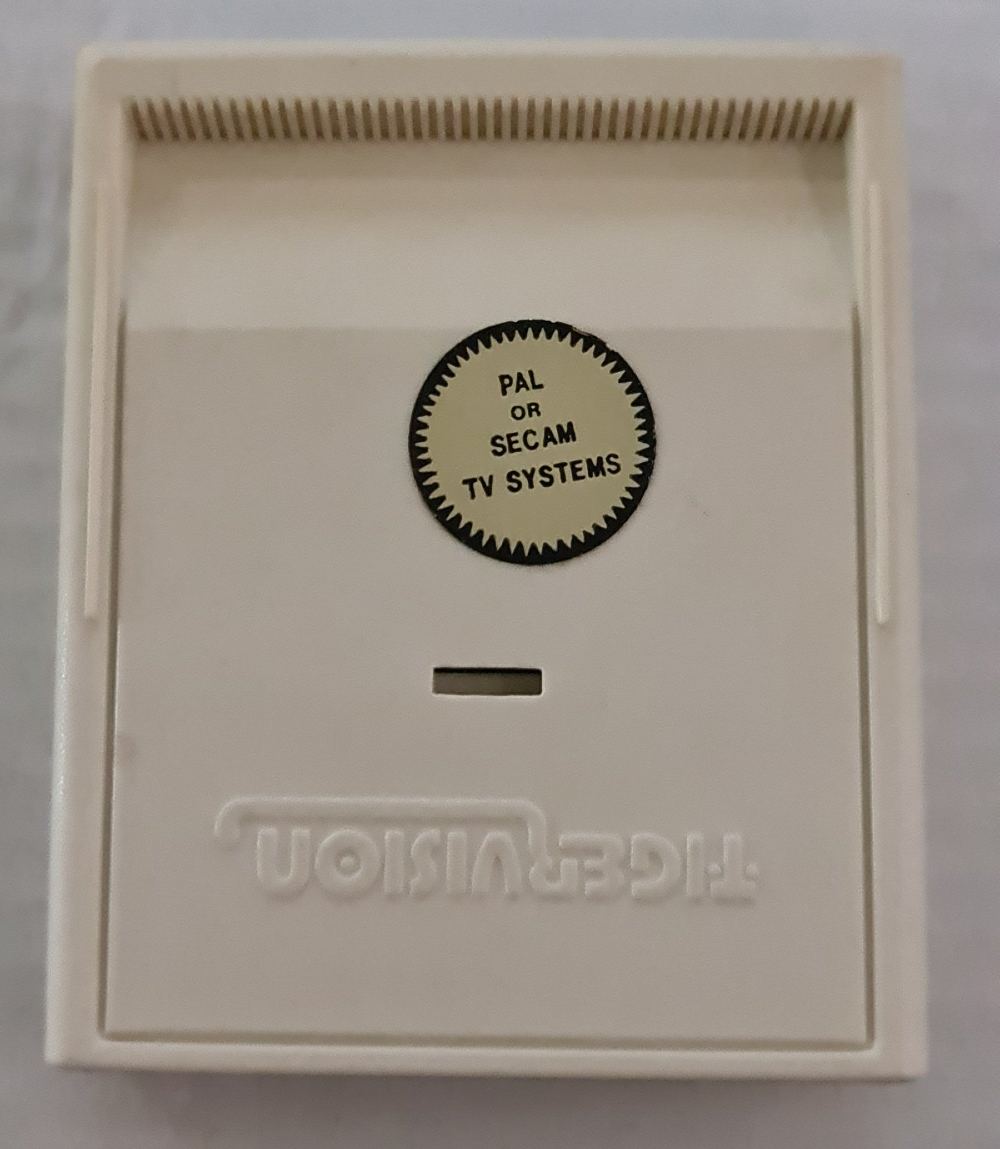 PAL
OR
SECAM
TV SYSTEMS
TIGERVISION